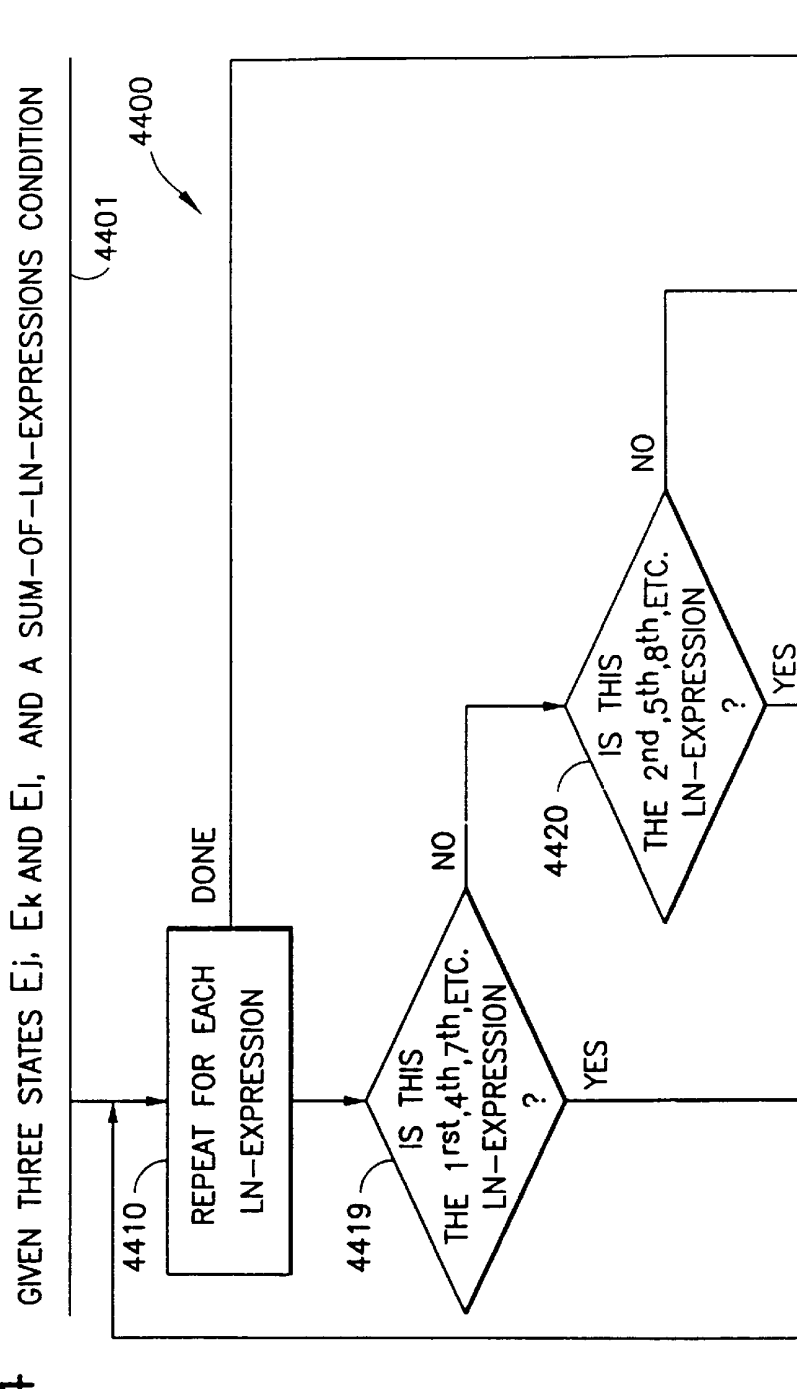 GIVEN THREE STATES Ej, Ek AND El, AND A SUM-OF-LN-EXPRESSIONS CONDITION
4401
4400
4410
REPEAT FOR EACH
LN-EXPRESSION
DONE
4419
IS THIS
THE 1rst,4th,7th,ETC.
LN-EXPRESSION
?
NO
YES
4420
IS THIS
THE 2nd,5th,8th,ETC.
LN-EXPRESSION
?
NO
YES